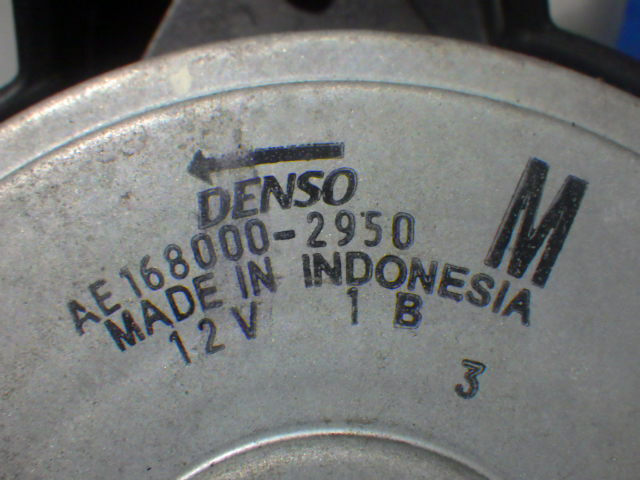 DENSO
M
AE168000-2950
MADE IN INDONESIA
12V 1 B
3